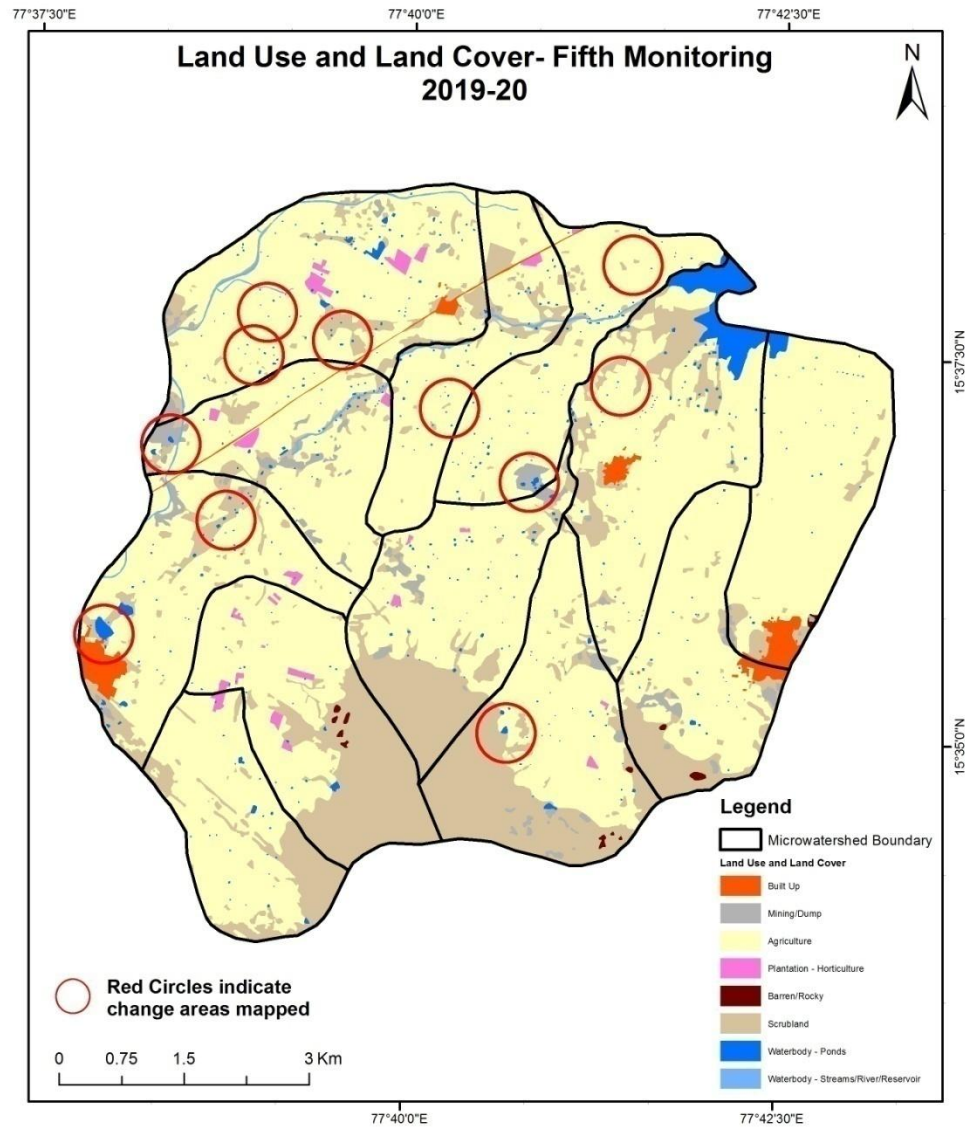 77°37'30"E
77°40'0"E
77°42'30"E
Land Use and Land Cover- Fifth Monitoring
2019-20
N
15°37'30"N
15°35'0"N
Legend
Microwatershed Boundary
Land Use and Land Cover
Built Up
Mining/Dump
Agriculture
Plantation - Horticulture
Barren/Rocky
Scrubland
Waterbody - Ponds
Waterbody - Streams/River/Reservoir
Red Circles indicate
change areas mapped
0 0.75 1.5 3 Km
77°40'0"E
77°42'30"E